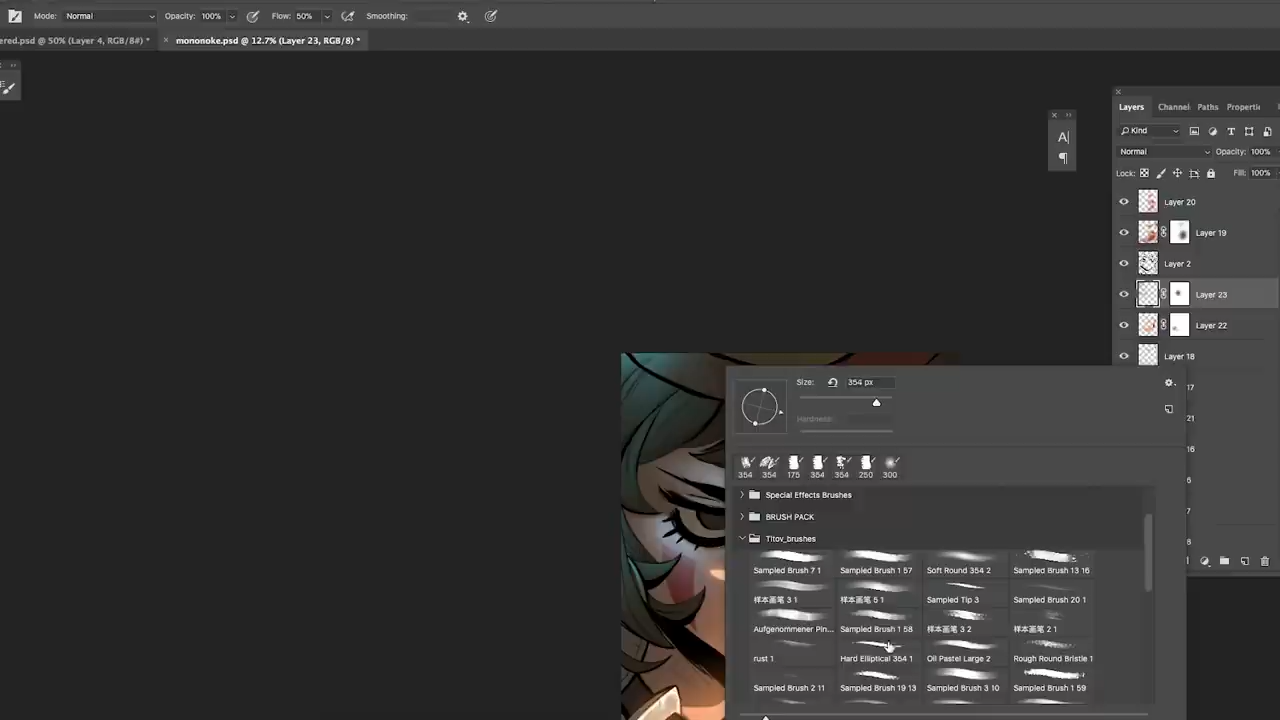 Mode: Normal Opacity: 100% Flow: 50% Smoothing:
ered.psd @ 50% (Layer 4, RGB/8#) * × mononoke.psd @ 12.7% (Layer 23, RGB/8) *
Layers Channel Paths Properti
Kind
Normal Opacity: 100%
Lock: Fill: 100%
Layer 20
Layer 19
Layer 2
Layer 23
Layer 22
Layer 18
17
21
16
6
7
8
Size: 354 px
Hardness:
354 354 175 354 354 250 300
Special Effects Brushes
BRUSH PACK
Titov_brushes
Sampled Brush 7 1 Sampled Brush 1 57 Soft Round 354 2 Sampled Brush 13 16
样本画笔 3 1 样本画笔 5 1 Sampled Tip 3 Sampled Brush 20 1
Aufgenommener Pin... Sampled Brush 1 58 样本画笔 3 2 样本画笔 2 1
rust 1 Hard Elliptical 354 1 Oil Pastel Large 2 Rough Round Bristle 1
Sampled Brush 2 11 Sampled Brush 19 13 Sampled Brush 3 10 Sampled Brush 1 59